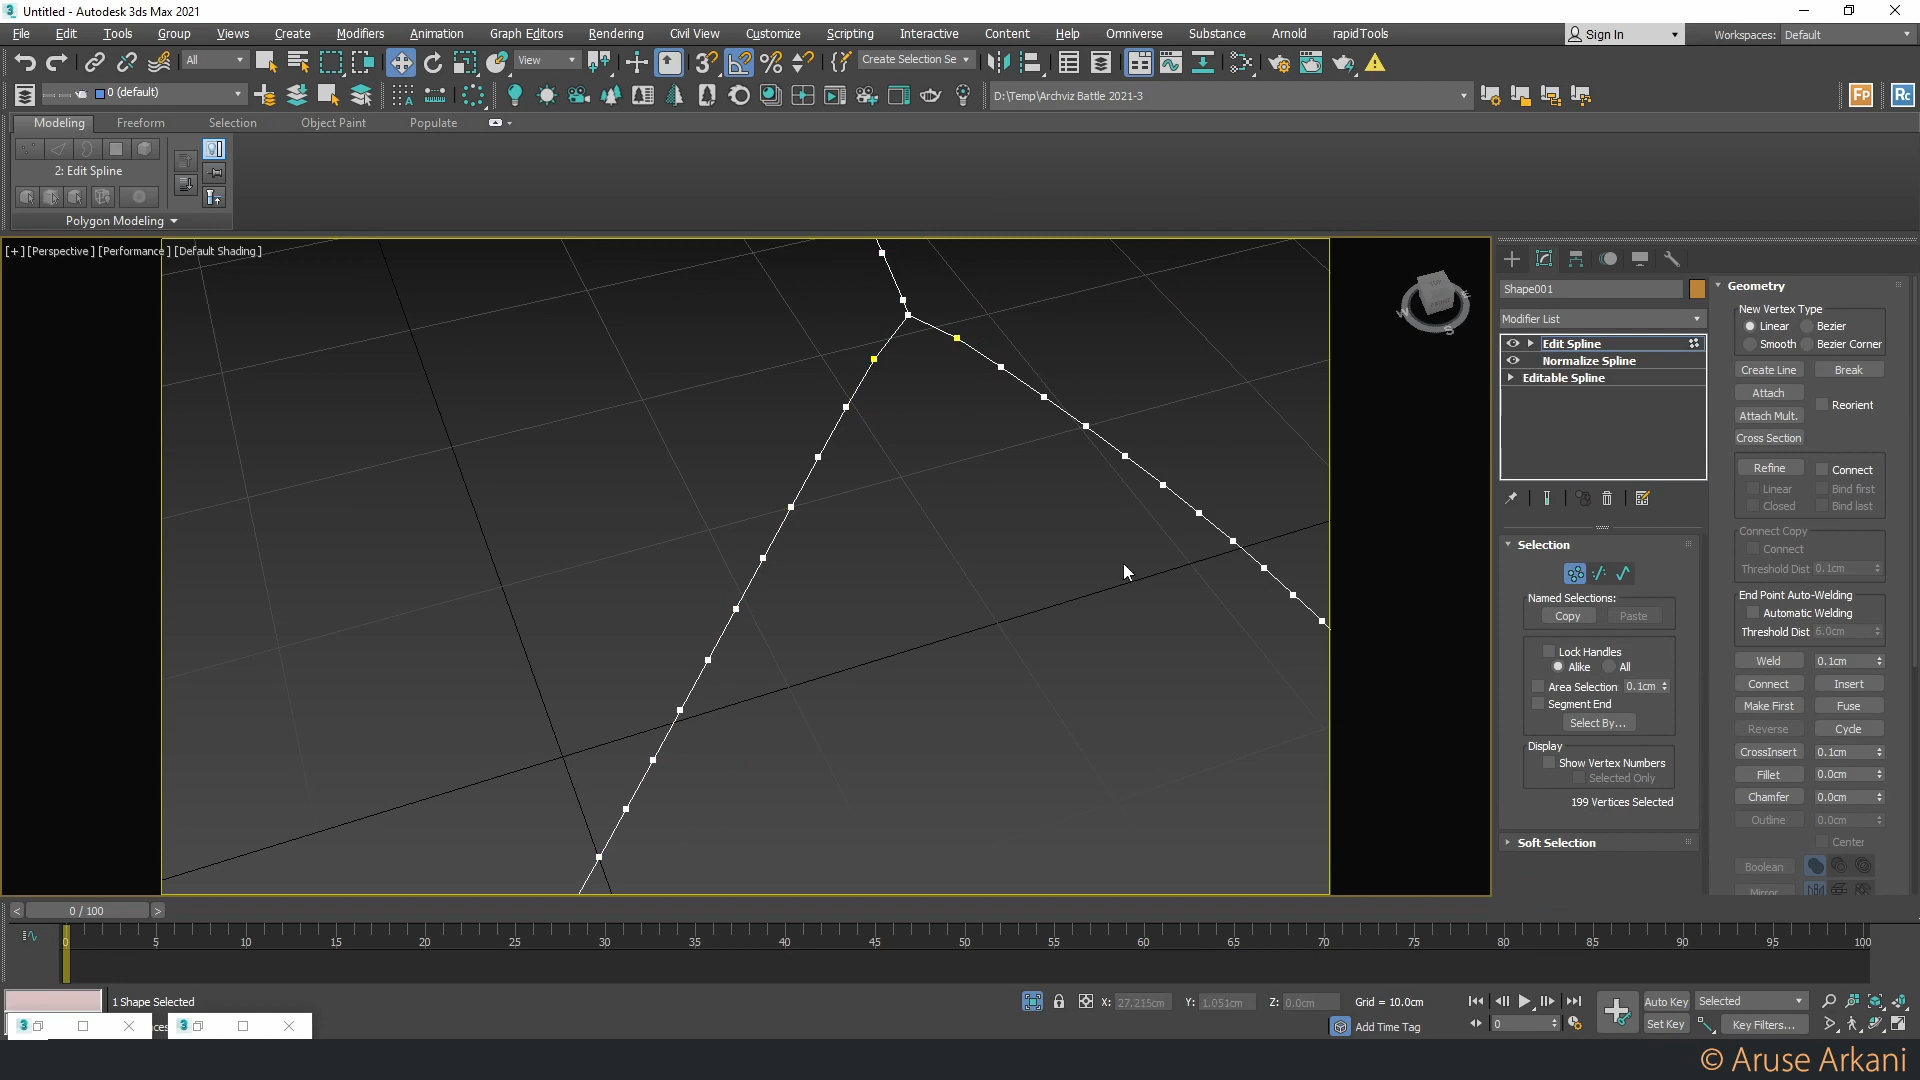 Untitled - Autodesk 3ds Max 2021
File Edit Tools Group Views Create Modifiers Animation Graph Editors Rendering Civil View Customize Scripting Interactive Content Help Omniverse Substance Arnold rapidTools Sign In Workspaces: Default
All View Create Selection Se
0 (default) D:\Temp\Archviz Battle 2021-3 Fp Rc
Modeling Freeform Selection Object Paint Populate
2: Edit Spline
Polygon Modeling
[+] [Perspective] [Performance] [Default Shading]
Shape001
Modifier List
Edit Spline
Normalize Spline
Editable Spline
Selection
Named Selections:
Copy Paste
Lock Handles
Alike All
Area Selection 0.1cm
Segment End
Select By...
Display
Show Vertex Numbers
Selected Only
199 Vertices Selected
Soft Selection
Geometry
New Vertex Type
Linear Bezier
Smooth Bezier Corner
Create Line Break
Attach
Reorient
Attach Mult.
Cross Section
Refine Connect
Linear Bind first
Closed Bind last
Connect Copy
Connect
Threshold Dist 0.1cm
End Point Auto-Welding
Automatic Welding
Threshold Dist 6.0cm
Weld 0.1cm
Connect Insert
Make First Fuse
Reverse Cycle
CrossInsert 0.1cm
Fillet 0.0cm
Chamfer 0.0cm
Outline 0.0cm
Center
Boolean
Mirror
0 / 100
0 5 10 15 20 25 30 35 40 45 50 55 60 65 70 75 80 85 90 95 100
1 Shape Selected
X: 27.215cm Y: 1.051cm Z: 0.0cm Grid = 10.0cm
Add Time Tag
0
Auto Key Selected
Set Key Key Filters...
© Aruse Arkani